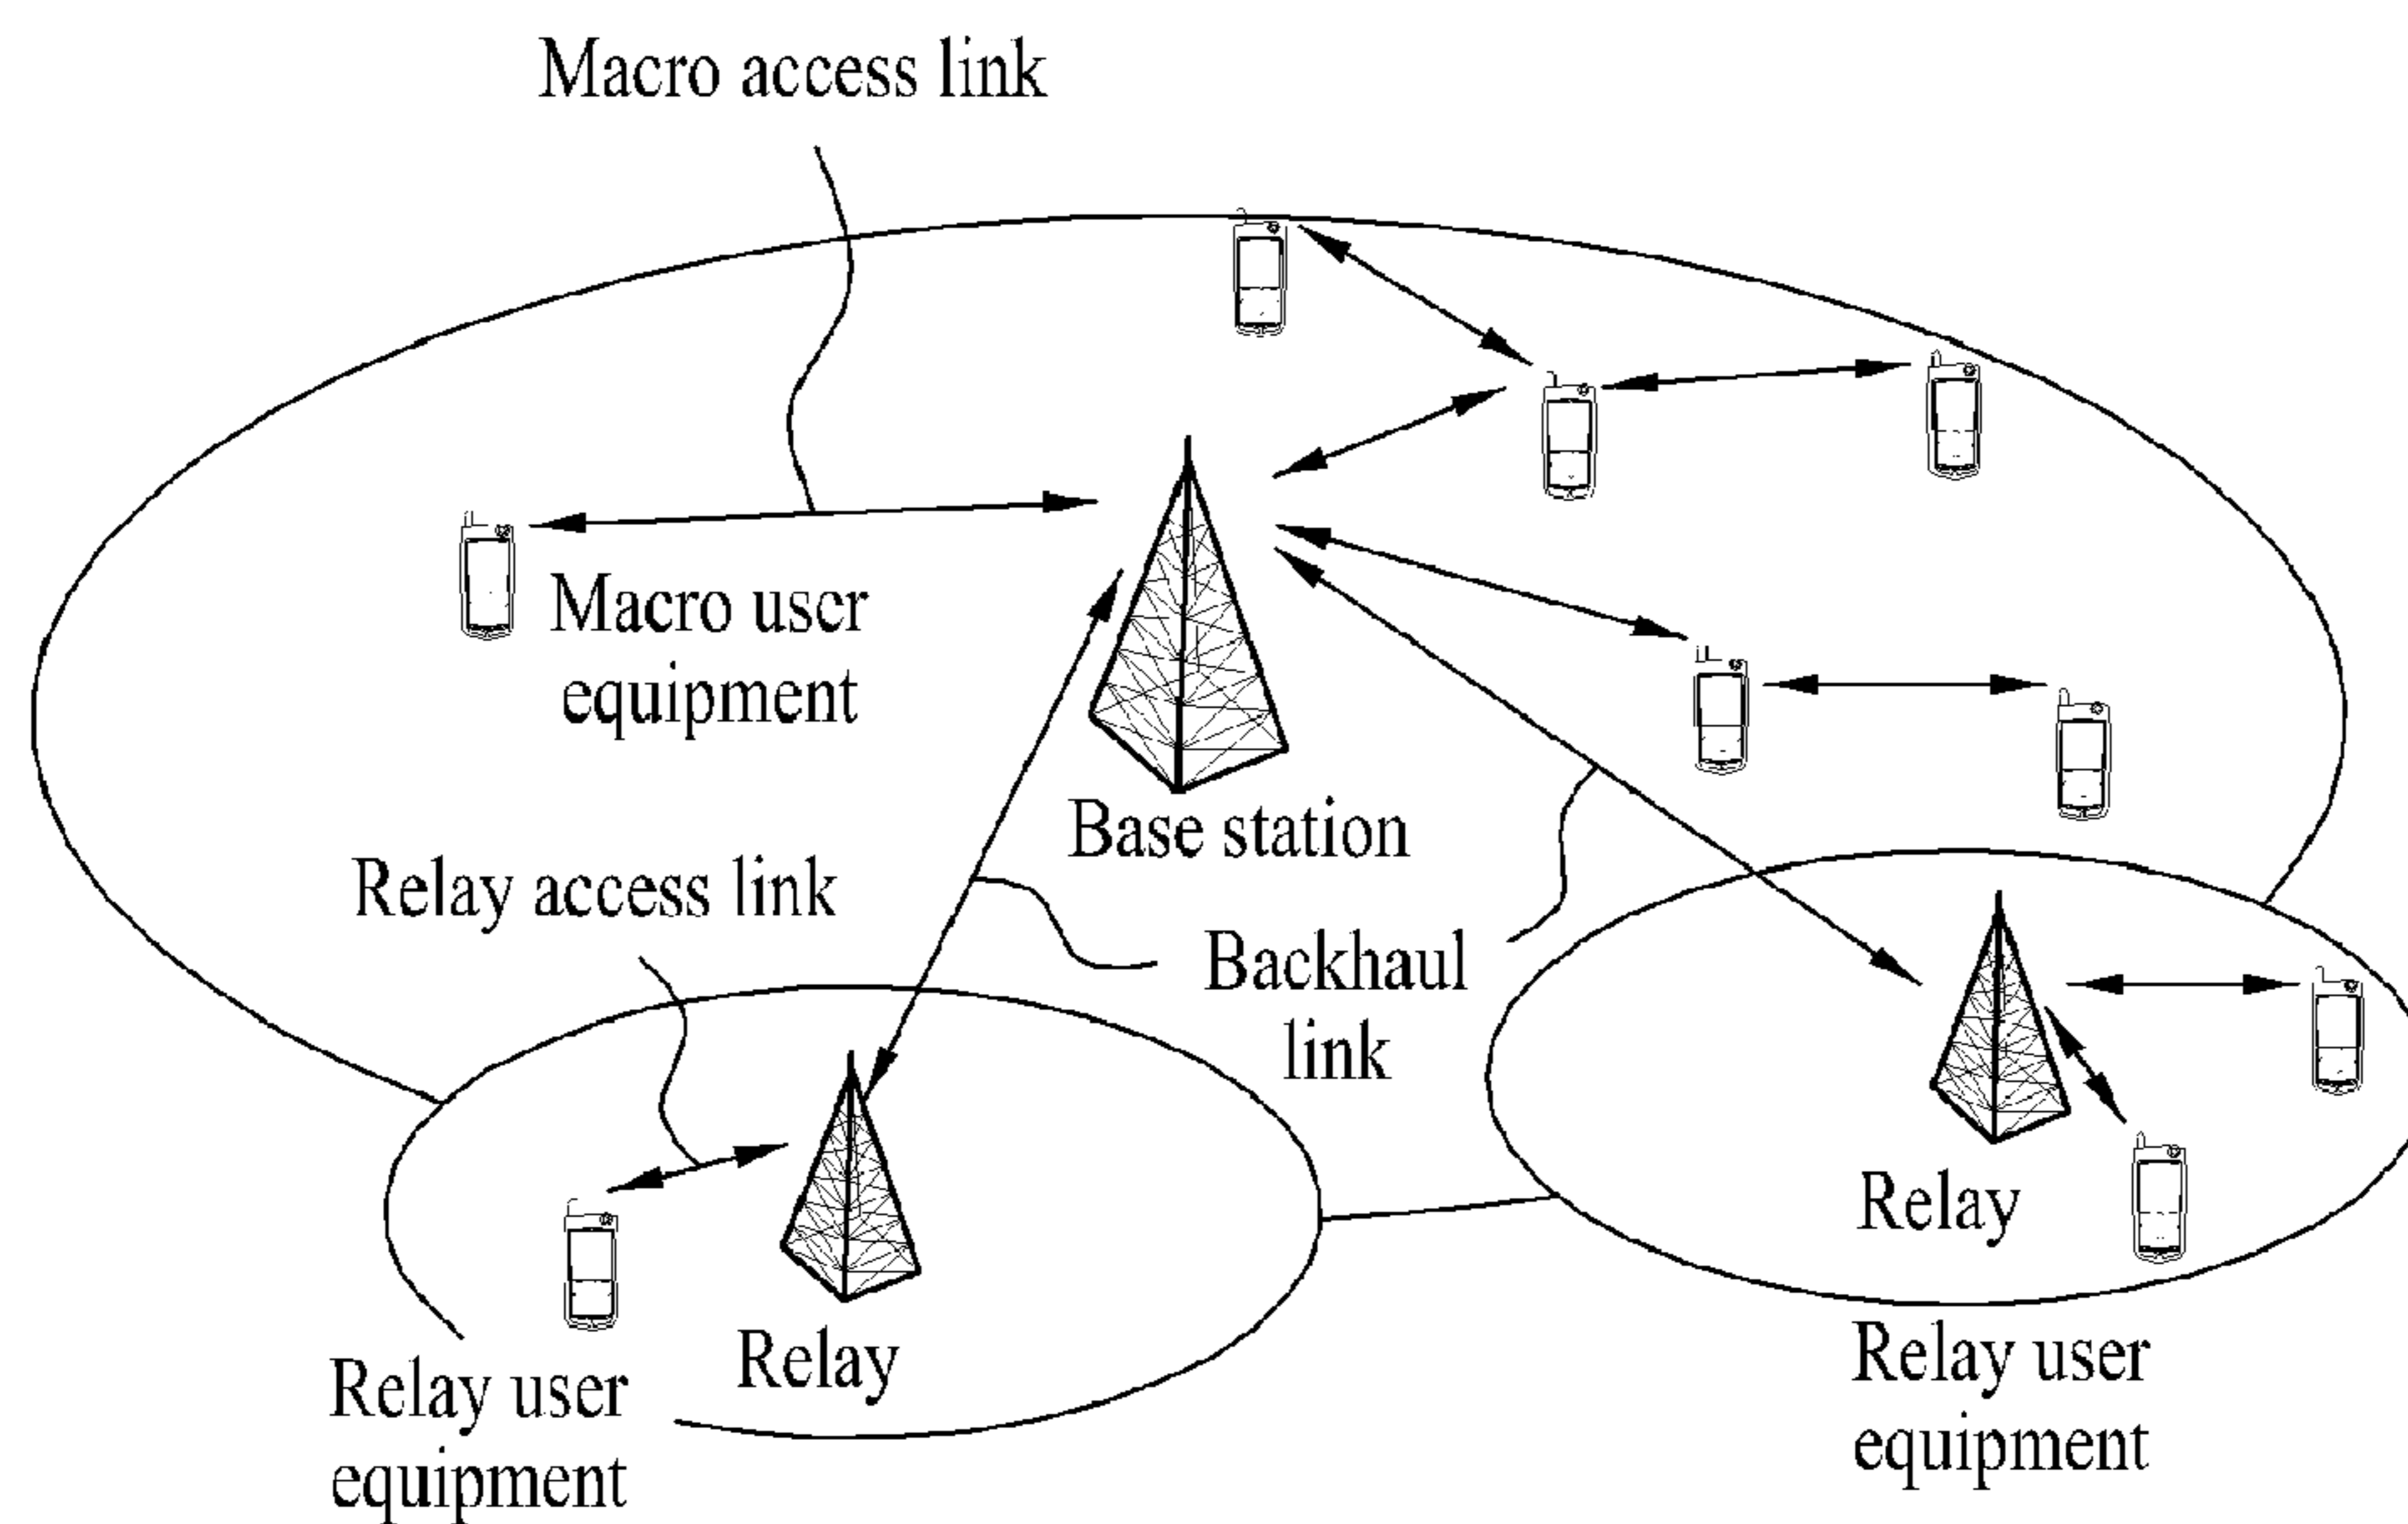 Macro access link
Macro user
equipment
Base station
Relay access link
Backhaul
link
Relay
Relay user
equipment
Relay
Relay user
equipment